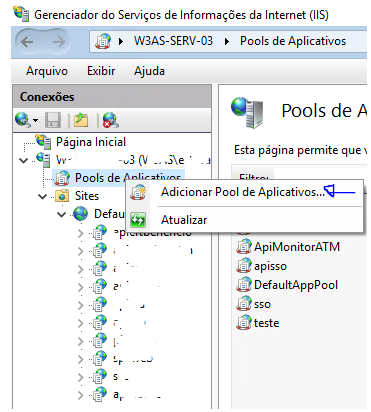 Gerenciador do Serviços de Informações da Internet (IIS)
W3AS-SERV-03 Pools de Aplicativos
Arquivo Exibir Ajuda
Conexões
Página Inicial
Pools de Aplicativos
Sites
Adicionar Pool de Aplicativos...
Atualizar
Pools de A
Esta página permite que v
Filtro:
ApiMonitorATM
apisso
DefaultAppPool
sso
teste